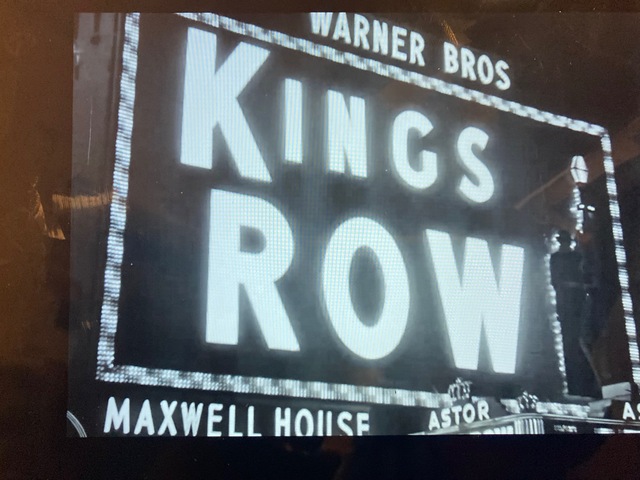 WARNER BROS
KINGS
ROW
MAXWELL HOUSE
ASTOR